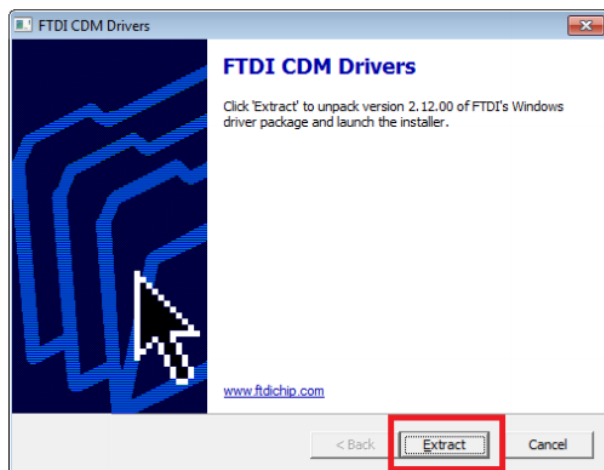 FTDI CDM Drivers
FTDI CDM Drivers
Click 'Extract' to unpack version 2.12.00 of FTDI's Windows
driver package and launch the installer.
www.ftdichip.com
< Back
Extract
Cancel